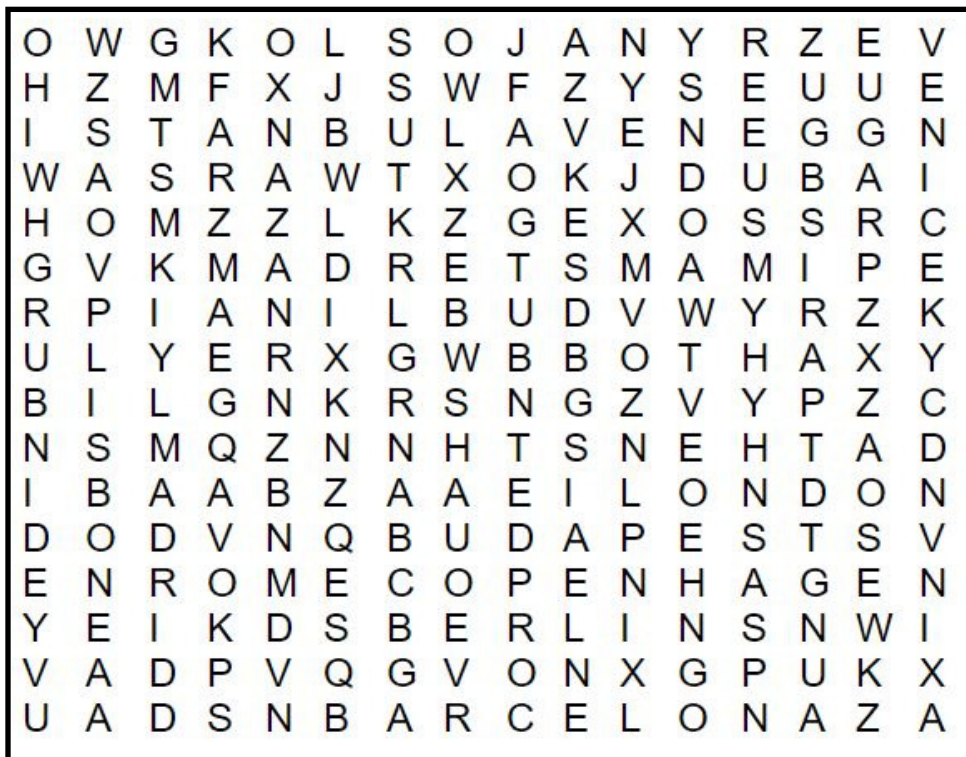 O W G K O L S O J A N Y R Z E V
H Z M F X J S W F Z Y S E U U E
I S T A N B U L A V E N E G G N
W A S R A W T X O K J D U B A I
H O M Z Z L K Z G E X O S S R C
G V K M A D R E T S M A M I P E
R P I A N I L B U D V W Y R Z K
U L Y E R X G W B B O T H A X Y
B I L G N K R S N G Z V Y P Z C
N S M Q Z N N H T S N E H T A D
I B A A B Z A A E I L O N D O N
D O D V N Q B U D A P E S T S V
E N R O M E C O P E N H A G E N
Y E I K D S B E R L I N S N W I
V A D P V Q G V O N X G P U K X
U A D S N B A R C E L O N A Z A